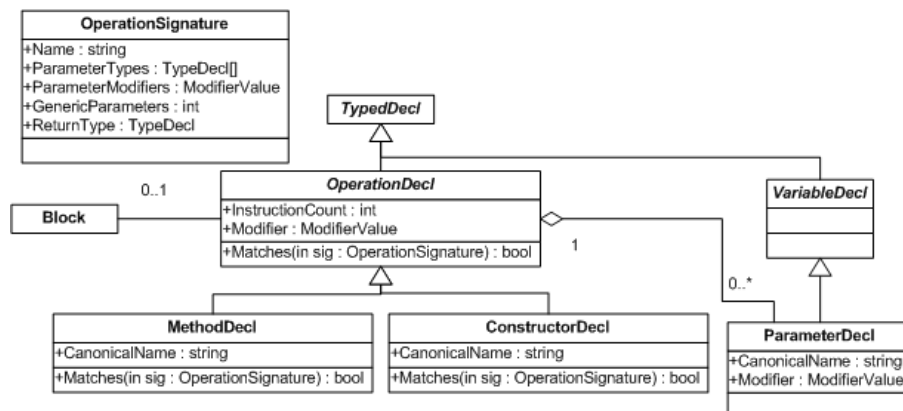 OperationSignature
+Name : string
+ParameterTypes : TypeDecl[]
+ParameterModifiers : ModifierValue
+GenericParameters : int
+ReturnType : TypeDecl
TypedDecl
0..1
Block
OperationDecl
+InstructionCount : int
+Modifier : ModifierValue
+Matches(in sig : OperationSignature) : bool
VariableDecl
1
0..*
MethodDecl
+CanonicalName : string
+Matches(in sig : OperationSignature) : bool
ConstructorDecl
+CanonicalName : string
+Matches(in sig : OperationSignature) : bool
ParameterDecl
+CanonicalName : string
+Modifier : ModifierValue